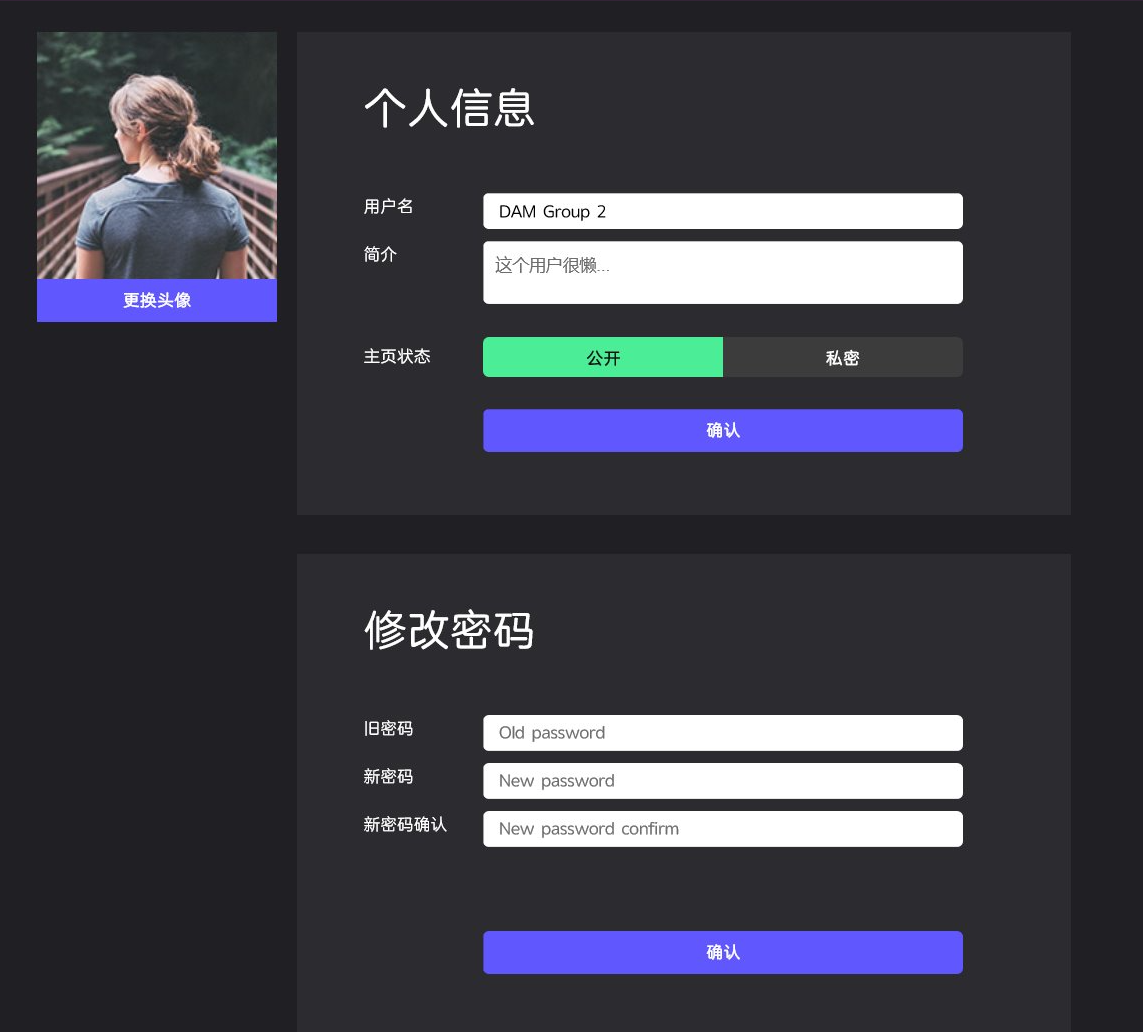 个人信息
用户名
DAM Group 2
简介
这个用户很懒...
更换头像
主页状态
公开
私密
确认
修改密码
旧密码
Old password
新密码
New password
新密码确认
New password confirm
确认